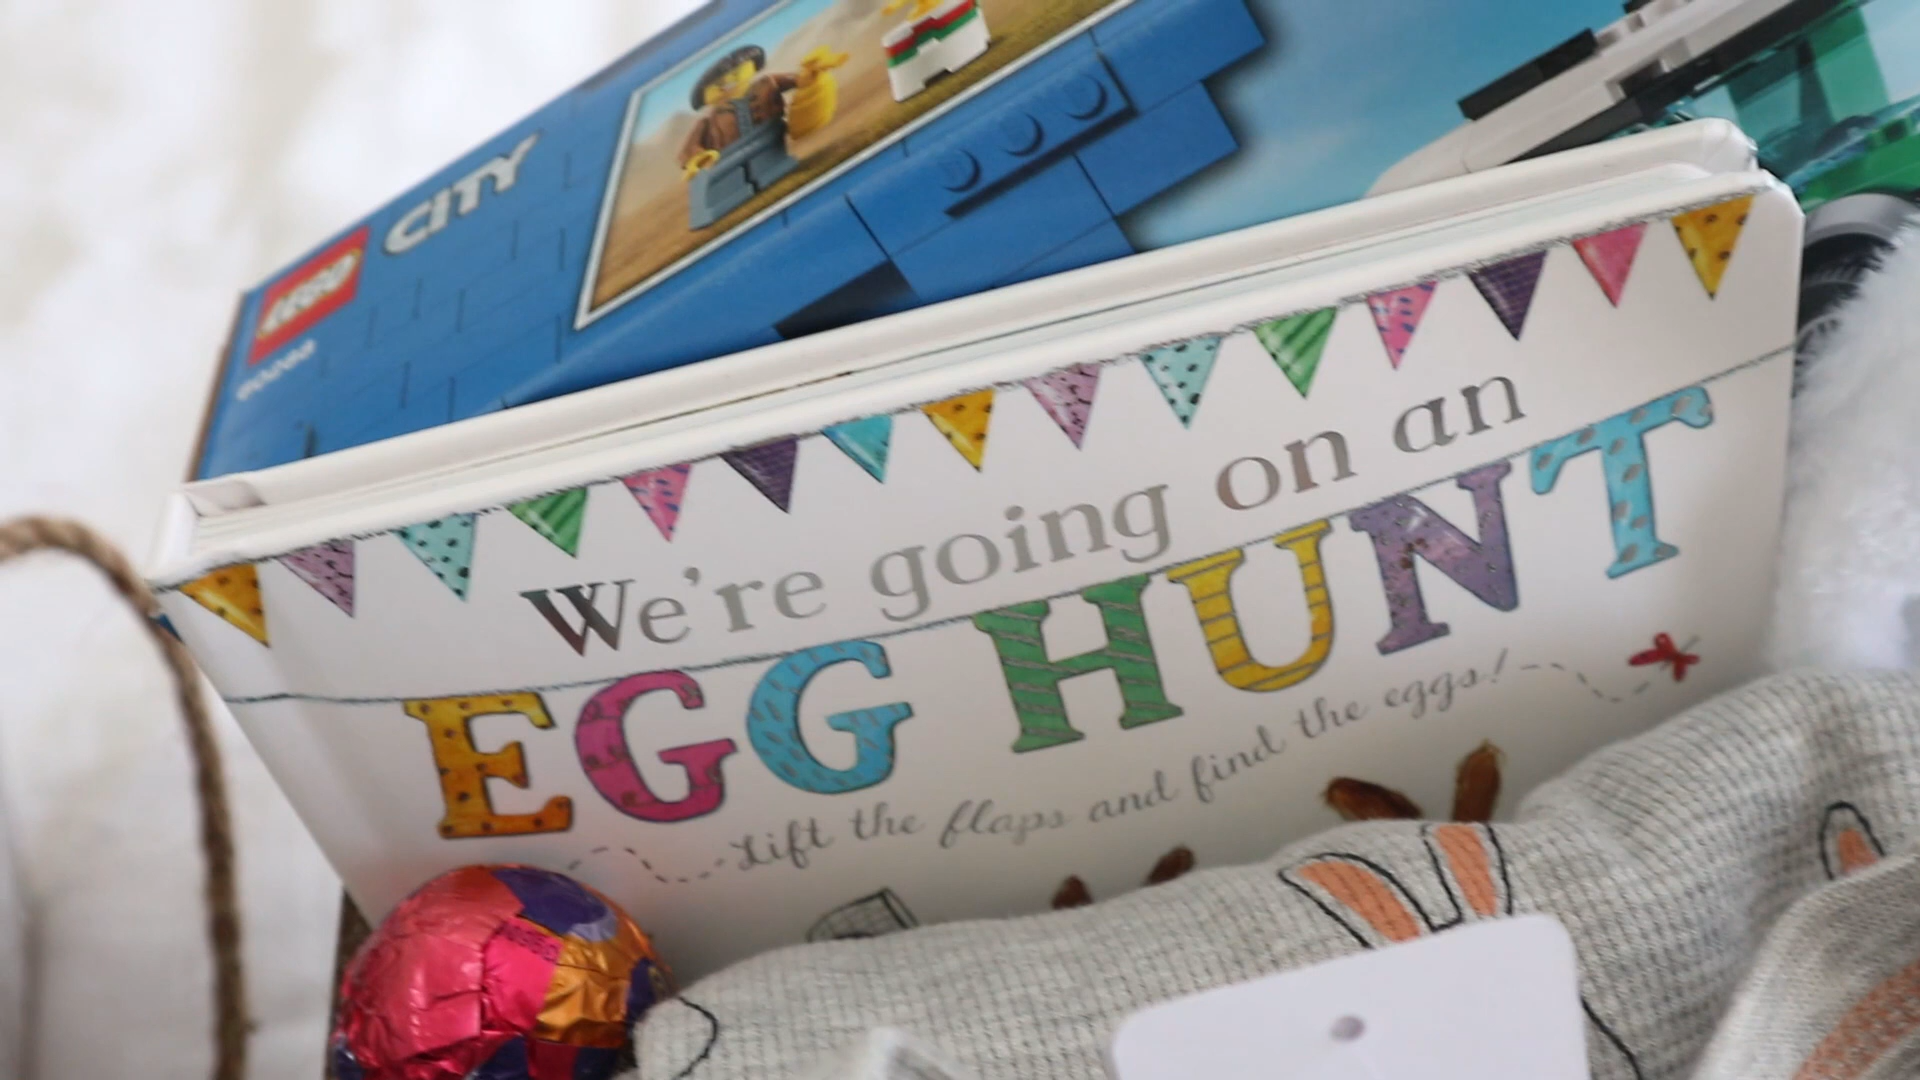 LEGO
CITY
We're going on an
EGG HUNT
Lift the flaps and find the eggs!